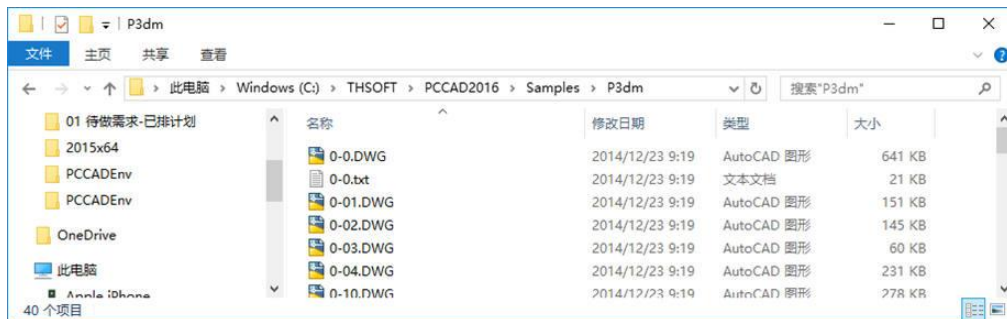 P3dm
文件 主页 共享 查看
此电脑 > Windows (C:) > THSOFT > PCCAD2016 > Samples > P3dm 搜索"P3dm"
名称 修改日期 类型 大小
01 待做需求-已排计划
2015x64
PCCADEnv
PCCADEnv
OneDrive
此电脑
Apple iPhone
0-0.DWG 2014/12/23 9:19 AutoCAD 图形 641 KB
0-0.txt 2014/12/23 9:19 文本文档 21 KB
0-01.DWG 2014/12/23 9:19 AutoCAD 图形 151 KB
0-02.DWG 2014/12/23 9:19 AutoCAD 图形 145 KB
0-03.DWG 2014/12/23 9:19 AutoCAD 图形 60 KB
0-04.DWG 2014/12/23 9:19 AutoCAD 图形 231 KB
0-10.DWG 2014/12/23 9:19 AutoCAD 图形 278 KB
40 个项目